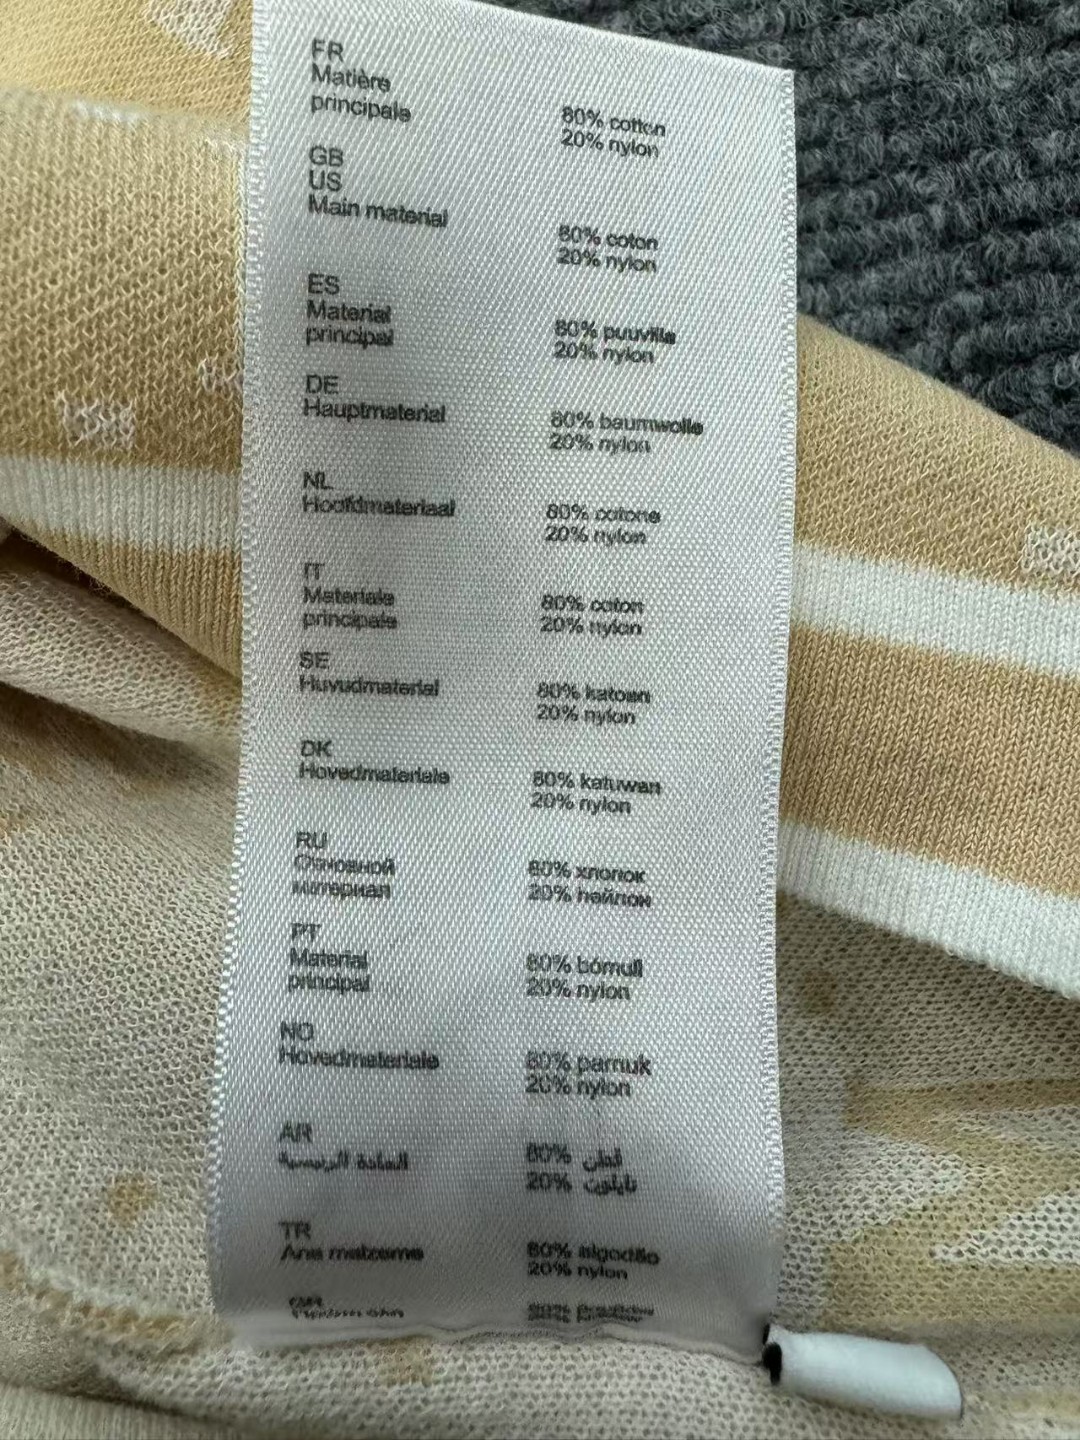 FR
Matière
principale
80% cotton
20% nylon
GB
US
Main material
80% coton
20% nylon
ES
Material
principal
80% puuvilla
20% nylon
DE
Hauptmaterial
80% baumwolle
20% nylon
NL
Hoofdmateriaal
80% cotone
20% nylon
IT
Materiale
principale
80% coton
20% nylon
SE
Huvudmaterial
80% katoen
20% nylon
DK
Hovedmateriale
80% katuwan
20% nylon
RU
Основной
материал
80% хлопок
20% нейлон
PT
Material
principal
80% bómull
20% nylon
NO
Hovedmateriale
80% pamuk
20% nylon
AR
المادة الرئيسية
80% قطن
20% نايلون
TR
Ana malzeme
80% algodão
20% nylon
GR
80%